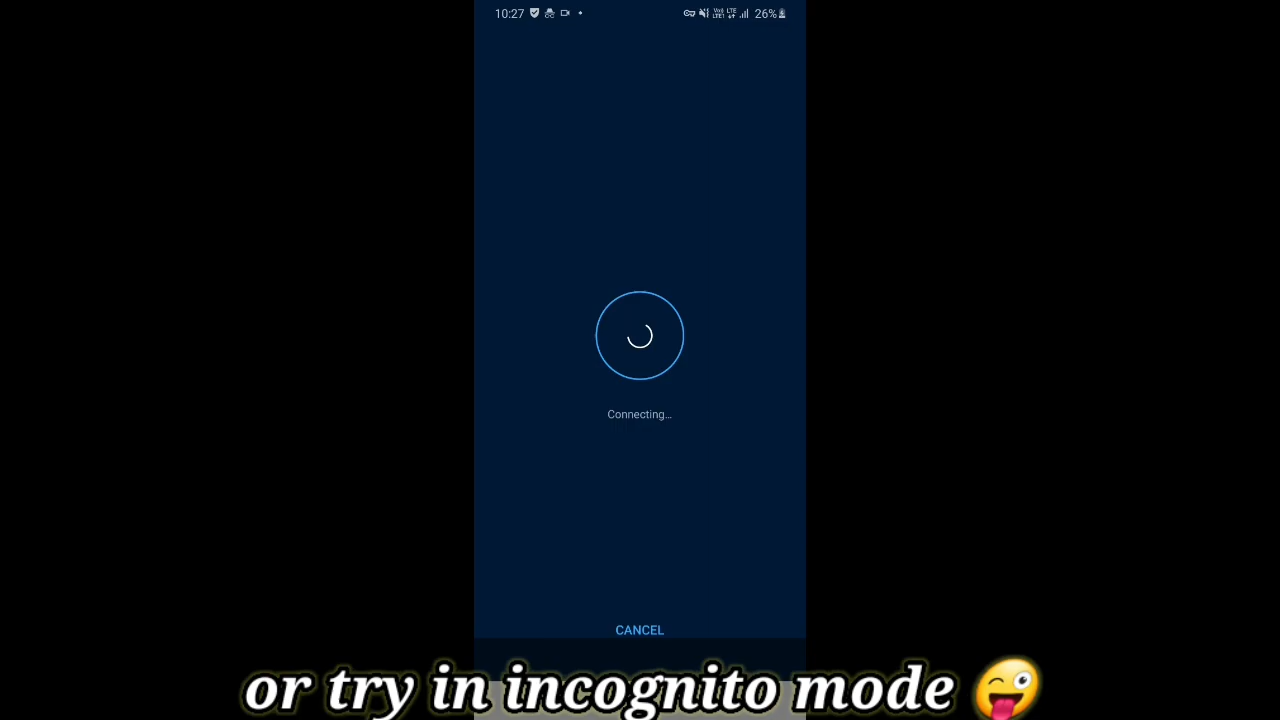 10:27 26%
Connecting...
CANCEL
or try in incognito mode 😜